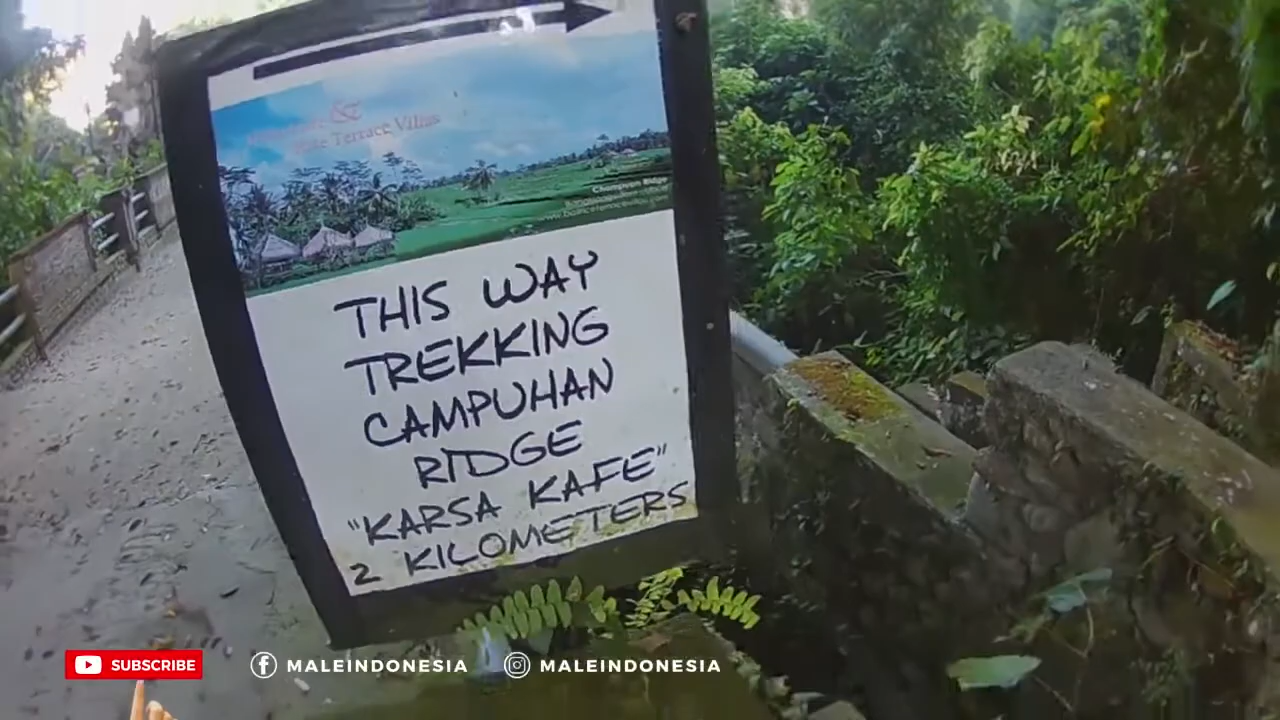 &
Terrace Villas
THIS WAY
TREKKING
CAMPUHAN
RIDGE
"KARSA KAFE"
2 KILOMETERS
SUBSCRIBE
MALEINDONESIA
MALEINDONESIA